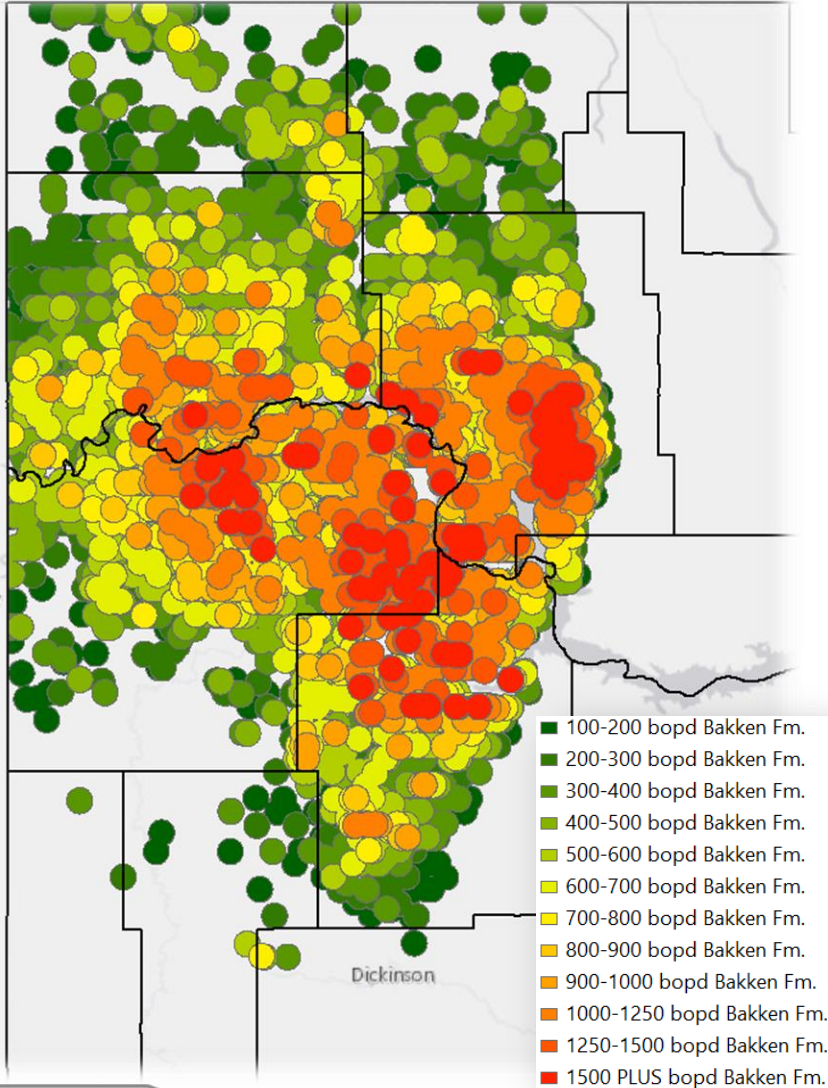 Dickinson
100-200 bopd Bakken Fm.
200-300 bopd Bakken Fm.
300-400 bopd Bakken Fm.
400-500 bopd Bakken Fm.
500-600 bopd Bakken Fm.
600-700 bopd Bakken Fm.
700-800 bopd Bakken Fm.
800-900 bopd Bakken Fm.
900-1000 bopd Bakken Fm.
1000-1250 bopd Bakken Fm.
1250-1500 bopd Bakken Fm.
1500 PLUS bopd Bakken Fm.